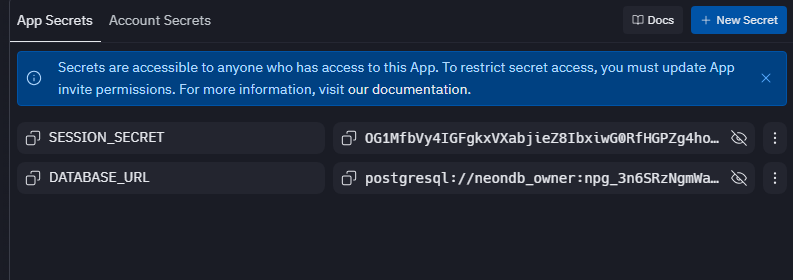 App Secrets Account Secrets Docs + New Secret
Secrets are accessible to anyone who has access to this App. To restrict secret access, you must update App
invite permissions. For more information, visit our documentation.
SESSION_SECRET OG1MfbVy4IGFgkxVXabjieZ8IbxiwG0RfHGPZg4ho...
DATABASE_URL postgresql://neondb_owner:npg_3n6SRzNgmWa...